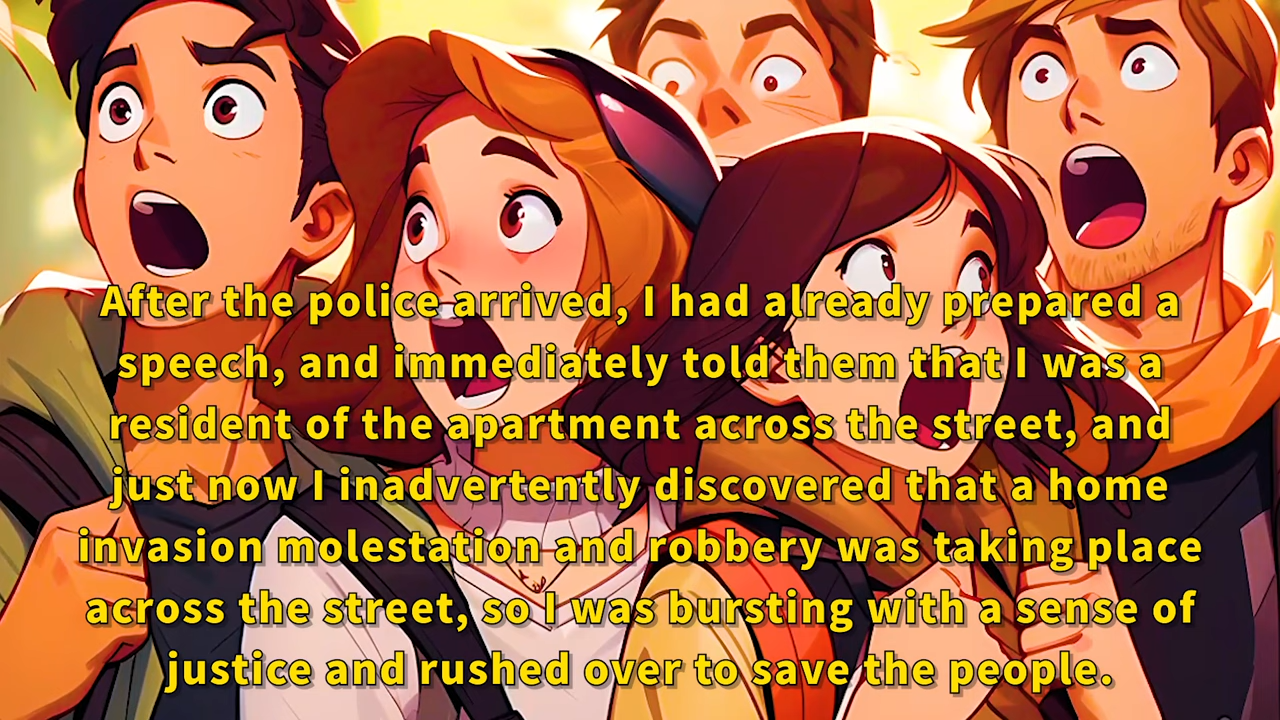 After the police arrived, I had already prepared a
speech, and immediately told them that I was a
resident of the apartment across the street, and
just now I inadvertently discovered that a home
invasion molestation and robbery was taking place
across the street, so I was bursting with a sense of
justice and rushed over to save the people.